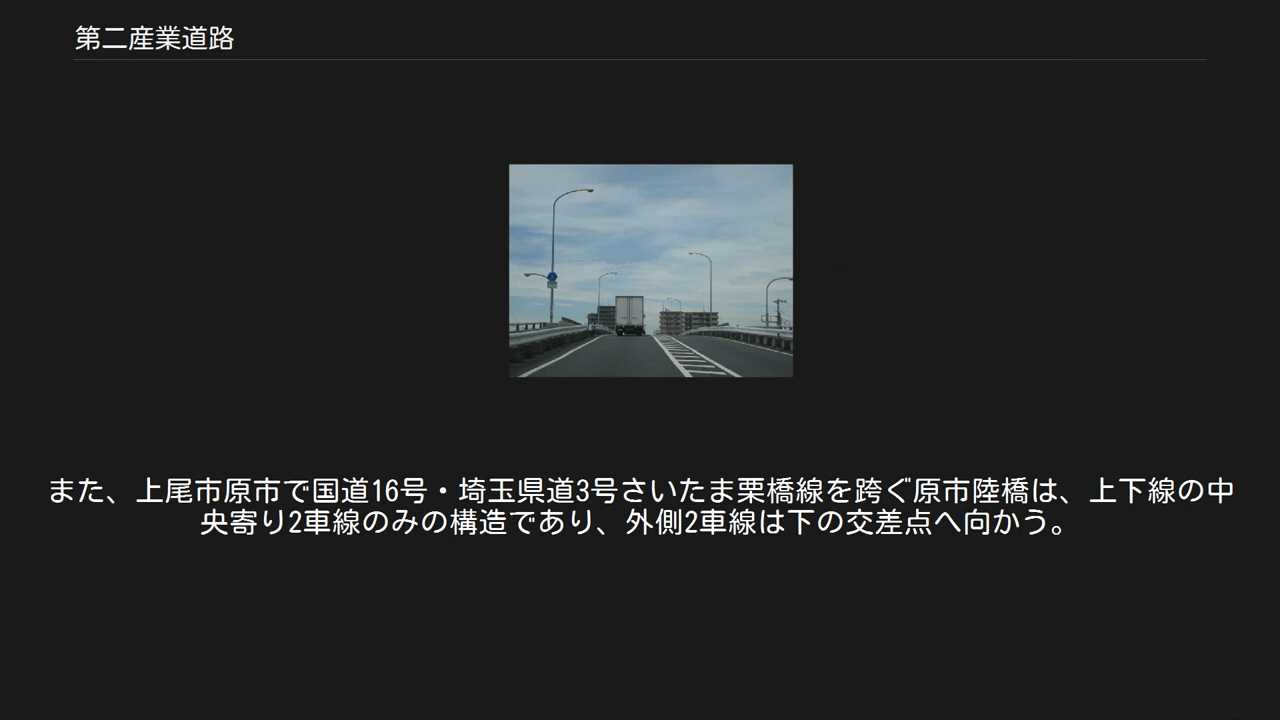 第二産業道路
また、上尾市原市で国道16号・埼玉県道3号さいたま栗橋線を跨ぐ原市陸橋は、上下線の中
央寄り2車線のみの構造であり、外側2車線は下の交差点へ向かう。